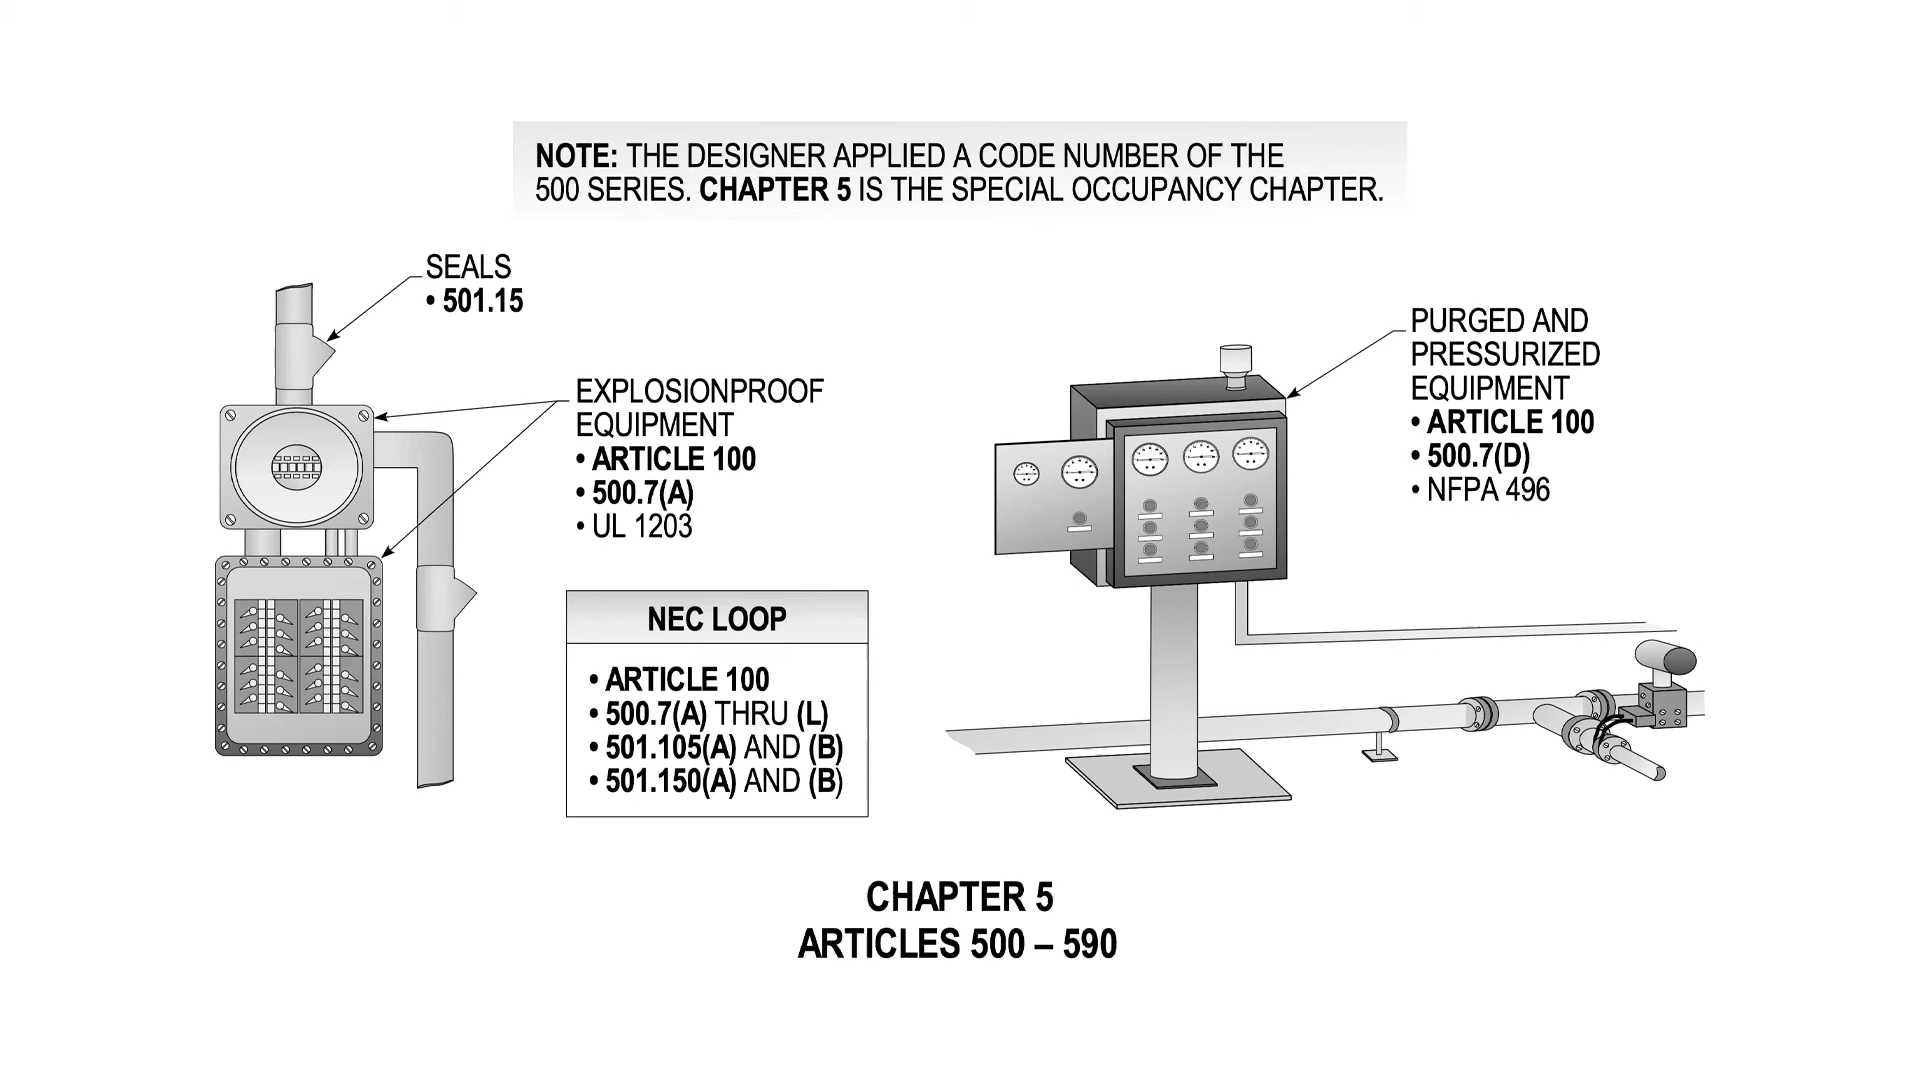 NOTE: THE DESIGNER APPLIED A CODE NUMBER OF THE
500 SERIES. CHAPTER 5 IS THE SPECIAL OCCUPANCY CHAPTER.
SEALS
• 501.15
EXPLOSIONPROOF
EQUIPMENT
• ARTICLE 100
• 500.7(A)
• UL 1203
NEC LOOP
• ARTICLE 100
• 500.7(A) THRU (L)
• 501.105(A) AND (B)
• 501.150(A) AND (B)
PURGED AND
PRESSURIZED
EQUIPMENT
• ARTICLE 100
• 500.7(D)
• NFPA 496
CHAPTER 5
ARTICLES 500 – 590